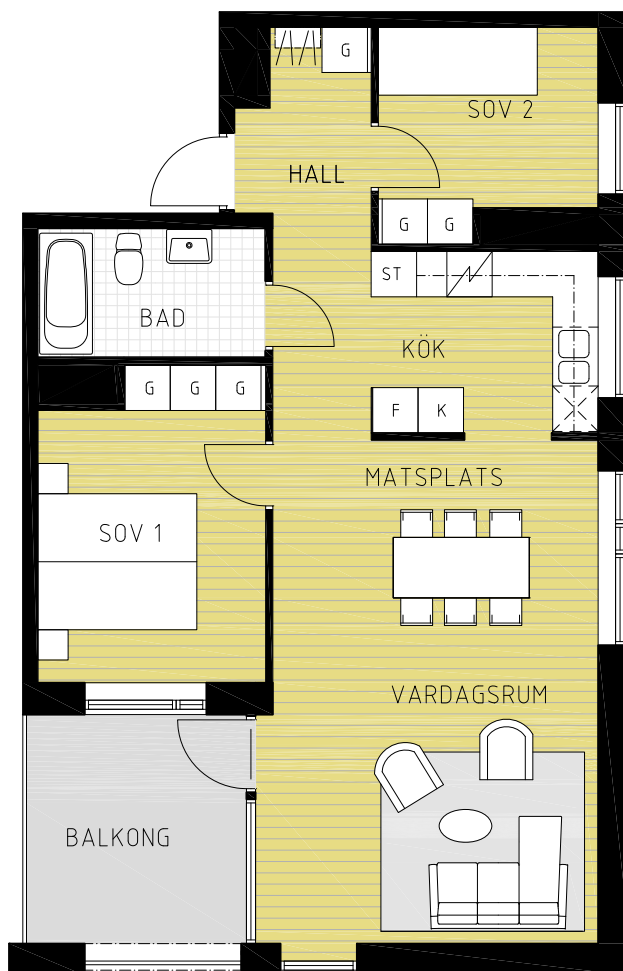 G
SOV 2
HALL
G G
ST
BAD
KÖK
G G G
F K
MATSPLATS
SOV 1
VARDAGSRUM
BALKONG